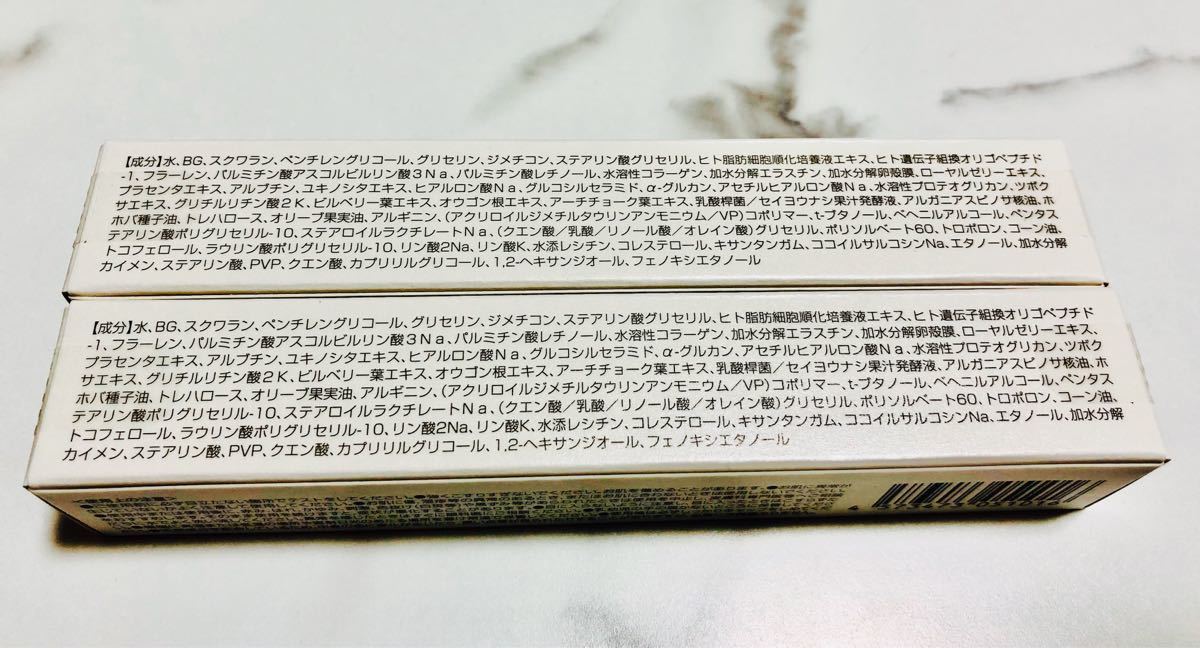 【成分】水、BG、スクワラン、ペンチレングリコール、グリセリン、ジメチコン、ステアリン酸グリセリル、ヒト脂肪細胞順化培養液エキス、ヒト遺伝子組換オリゴペプチド
-1、フラーレン、パルミチン酸アスコルビルリン酸3Na、パルミチン酸レチノール、水溶性コラーゲン、加水分解エラスチン、加水分解卵殻膜、ローヤルゼリーエキス、
プラセンタエキス、アルブチン、ユキノシタエキス、ヒアルロン酸Na、グルコシルセラミド、α-グルカン、アセチルヒアルロン酸Na、水溶性プロテオグリカン、ツボク
サエキス、グリチルリチン酸2K、ビルベリー葉エキス、オウゴン根エキス、アーチチョーク葉エキス、乳酸桿菌/セイヨウナシ果汁発酵液、アルガニアスピノサ核油、ホ
ホバ種子油、トレハロース、オリーブ果実油、アルギニン、(アクリロイルジメチルタウリンアンモニウム/VP)コポリマー、t-ブタノール、ベヘニルアルコール、ペンタス
テアリン酸ポリグリセリル-10、ステアロイルラクチレートNa、(クエン酸/乳酸/リノール酸/オレイン酸)グリセリル、ポリソルベート60、トロポロン、コーン油、
トコフェロール、ラウリン酸ポリグリセリル-10、リン酸2Na、リン酸K、水添レシチン、コレステロール、キサンタンガム、ココイルサルコシンNa、エタノール、加水分解
カイメン、ステアリン酸、PVP、クエン酸、カプリリルグリコール、1,2-ヘキサンジオール、フェノキシエタノール
【成分】水、BG、スクワラン、ペンチレングリコール、グリセリン、ジメチコン、ステアリン酸グリセリル、ヒト脂肪細胞順化培養液エキス、ヒト遺伝子組換オリゴペプチド
-1、フラーレン、パルミチン酸アスコルビルリン酸3Na、パルミチン酸レチノール、水溶性コラーゲン、加水分解エラスチン、加水分解卵殻膜、ローヤルゼリーエキス、
プラセンタエキス、アルブチン、ユキノシタエキス、ヒアルロン酸Na、グルコシルセラミド、α-グルカン、アセチルヒアルロン酸Na、水溶性プロテオグリカン、ツボク
サエキス、グリチルリチン酸2K、ビルベリー葉エキス、オウゴン根エキス、アーチチョーク葉エキス、乳酸桿菌/セイヨウナシ果汁発酵液、アルガニアスピノサ核油、ホ
ホバ種子油、トレハロース、オリーブ果実油、アルギニン、(アクリロイルジメチルタウリンアンモニウム/VP)コポリマー、t-ブタノール、ベヘニルアルコール、ペンタス
テアリン酸ポリグリセリル-10、ステアロイルラクチレートNa、(クエン酸/乳酸/リノール酸/オレイン酸)グリセリル、ポリソルベート60、トロポロン、コーン油、
トコフェロール、ラウリン酸ポリグリセリル-10、リン酸2Na、リン酸K、水添レシチン、コレステロール、キサンタンガム、ココイルサルコシンNa、エタノール、加水分解
カイメン、ステアリン酸、PVP、クエン酸、カプリリルグリコール、1,2-ヘキサンジオール、フェノキシエタノール